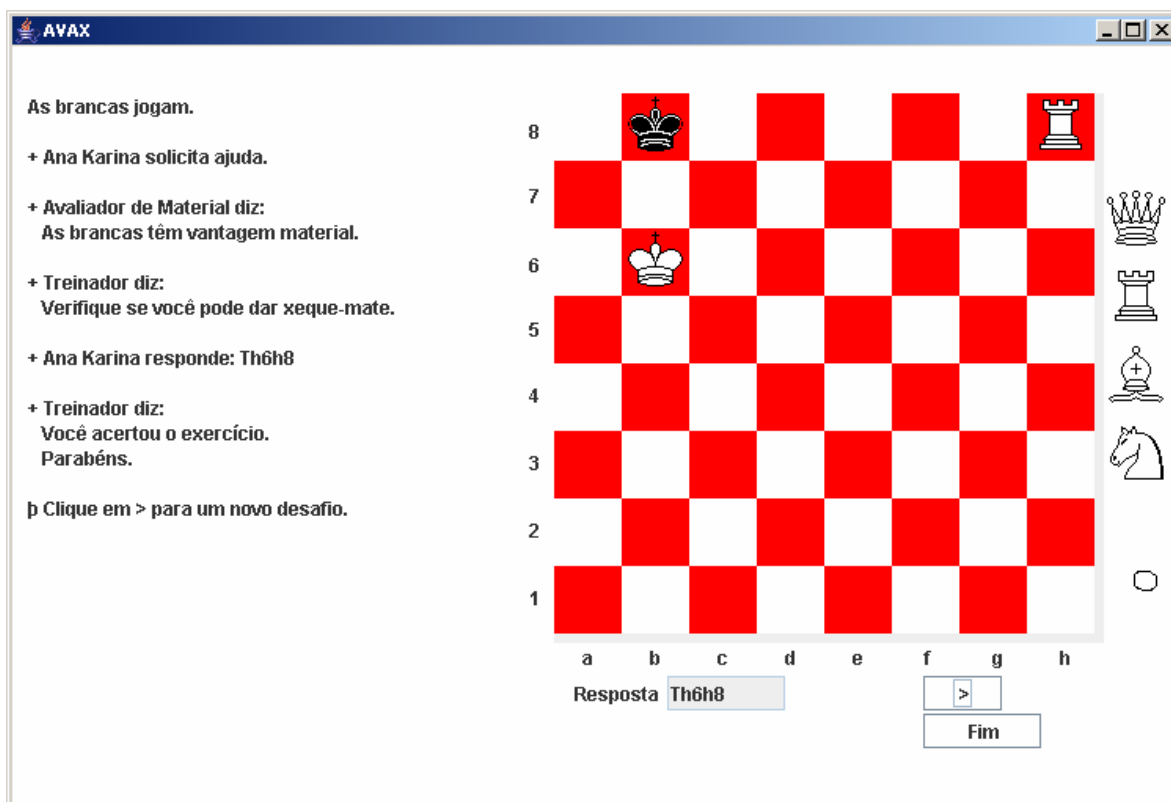 AVAX
As brancas jogam.
+ Ana Karina solicita ajuda.
+ Avaliador de Material diz:
As brancas têm vantagem material.
+ Treinador diz:
Verifique se você pode dar xeque-mate.
+ Ana Karina responde: Th6h8
+ Treinador diz:
Você acertou o exercício.
Parabéns.
þ Clique em > para um novo desafio.
8
7
6
5
4
3
2
1
a b c d e f g h
Resposta Th6h8 >
Fim